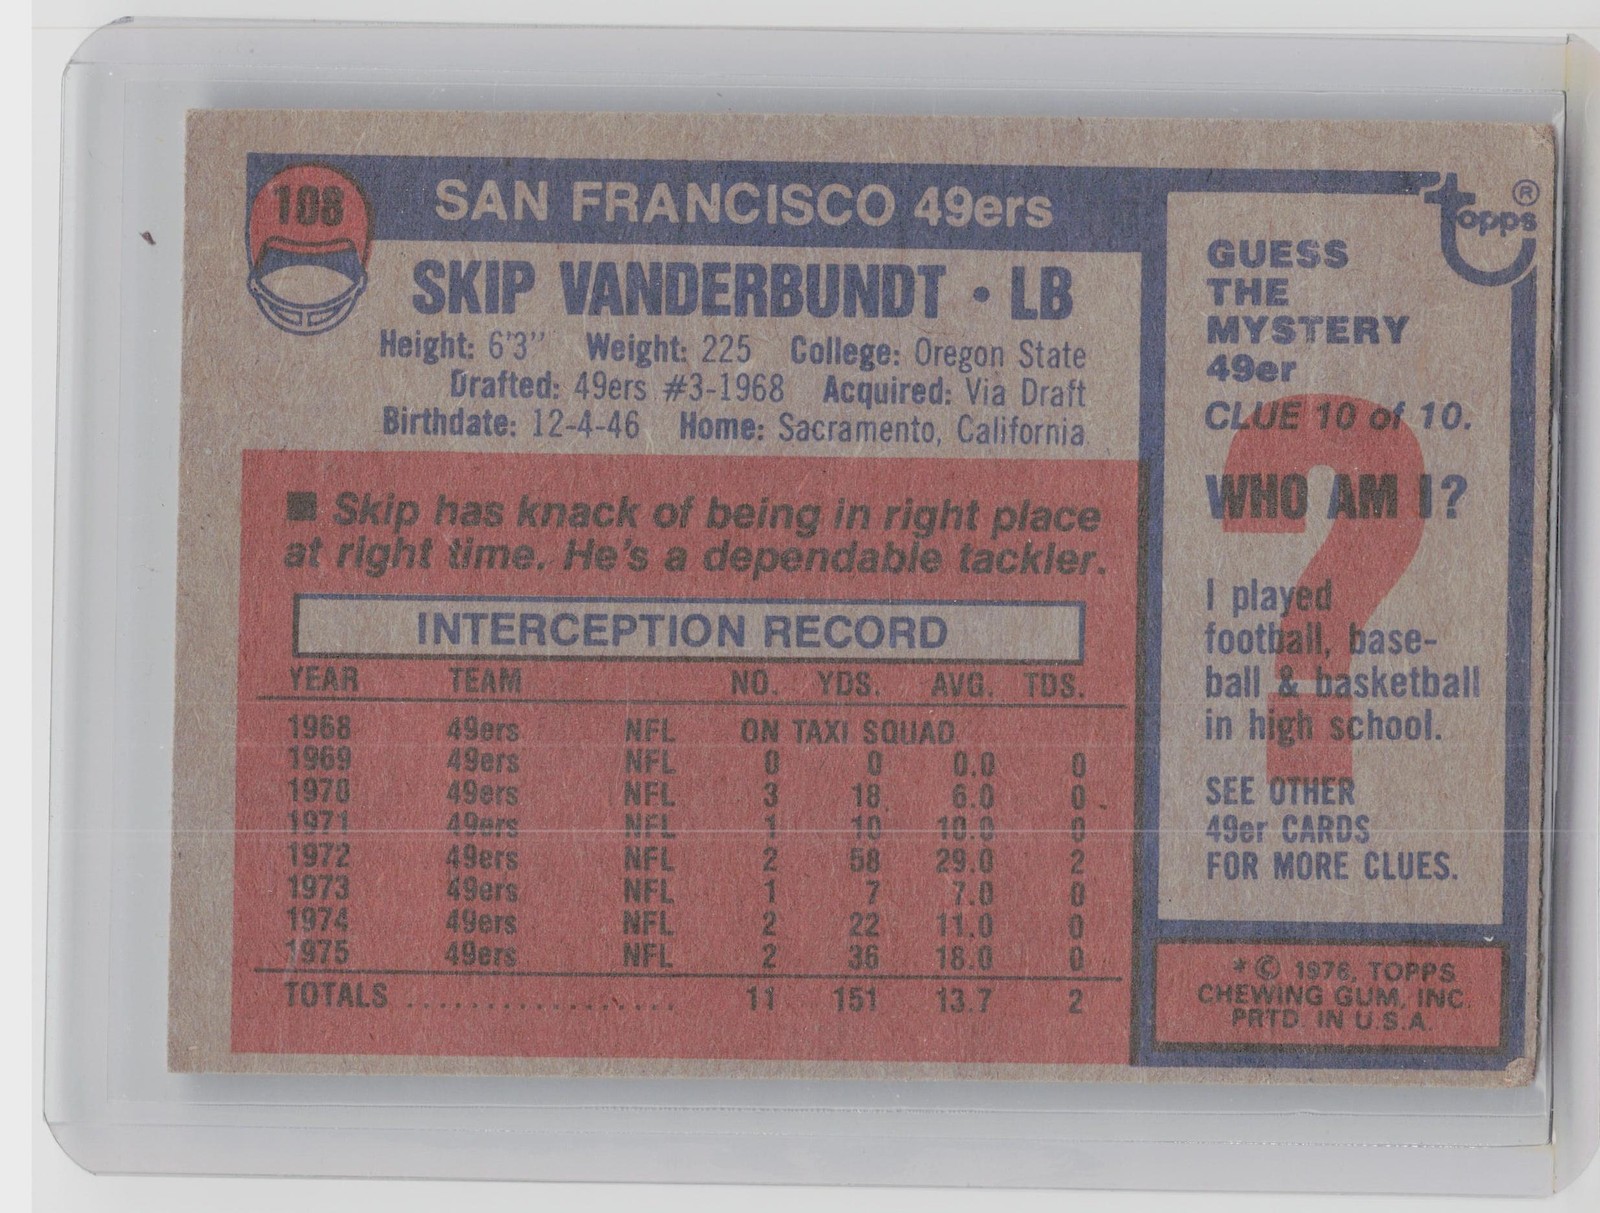 108
SAN FRANCISCO 49ers
SKIP VANDERBUNDT • LB
Height: 6'3" Weight: 225 College: Oregon State
Drafted: 49ers #3-1968 Acquired: Via Draft
Birthdate: 12-4-46 Home: Sacramento, California
■ Skip has knack of being in right place
at right time. He's a dependable tackler.
INTERCEPTION RECORD
YEAR TEAM NO. YDS. AVG. TDS.
1968 49ers NFL ON TAXI SQUAD
1969 49ers NFL 0 0 0.0 0
1970 49ers NFL 3 18 6.0 0
1971 49ers NFL 1 10 10.0 0
1972 49ers NFL 2 58 29.0 2
1973 49ers NFL 1 7 7.0 0
1974 49ers NFL 2 22 11.0 0
1975 49ers NFL 2 36 18.0 0
TOTALS .................. 11 151 13.7 2
topps ®
GUESS
THE
MYSTERY
49er
CLUE 10 of 10.
WHO AM I?
?
I played
football, base-
ball & basketball
in high school.
SEE OTHER
49er CARDS
FOR MORE CLUES.
* © 1976, TOPPS
CHEWING GUM, INC.
PRTD. IN U.S.A.